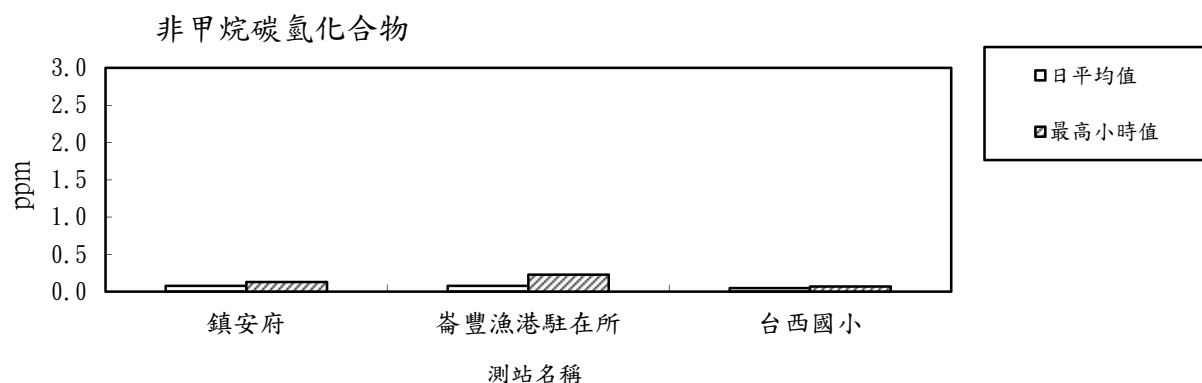 非甲烷碳氫化合物
3.0
2.5
2.0
1.5
1.0
0.5
0.0
ppm
鎮安府
崙豐漁港駐在所
台西國小
測站名稱
日平均值
最高小時值